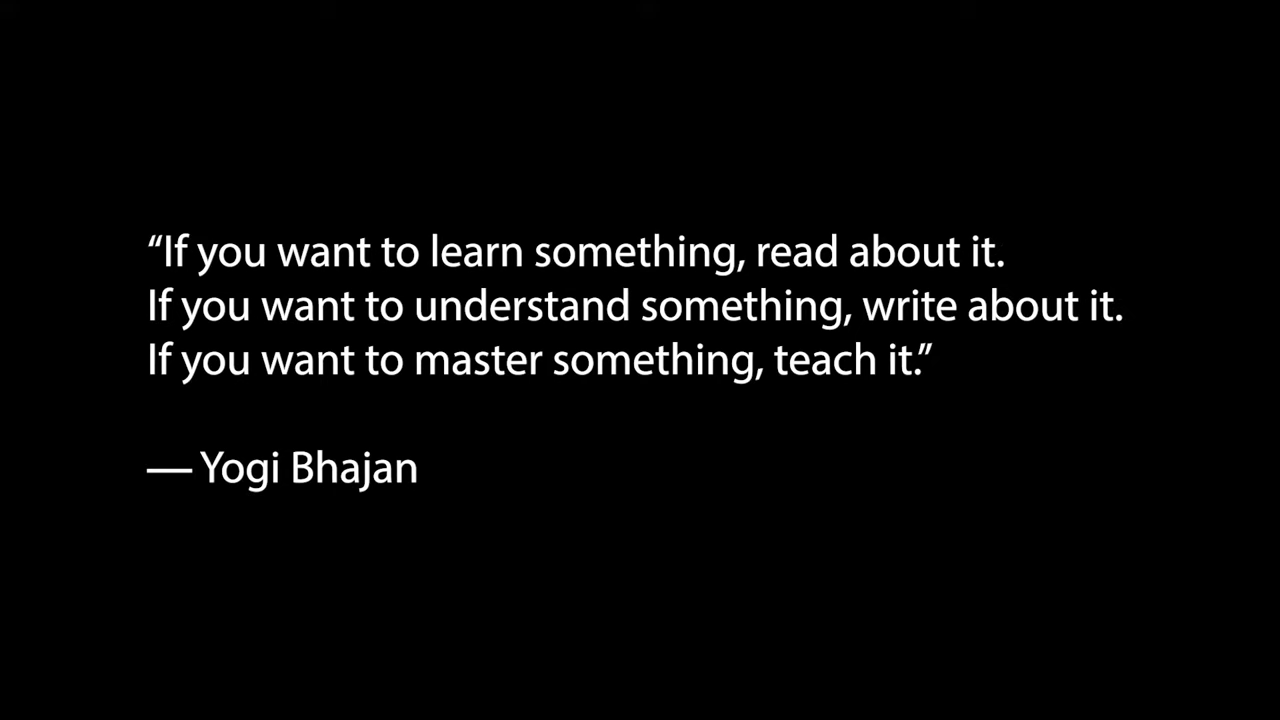 “If you want to learn something, read about it.
If you want to understand something, write about it.
If you want to master something, teach it.”
— Yogi Bhajan